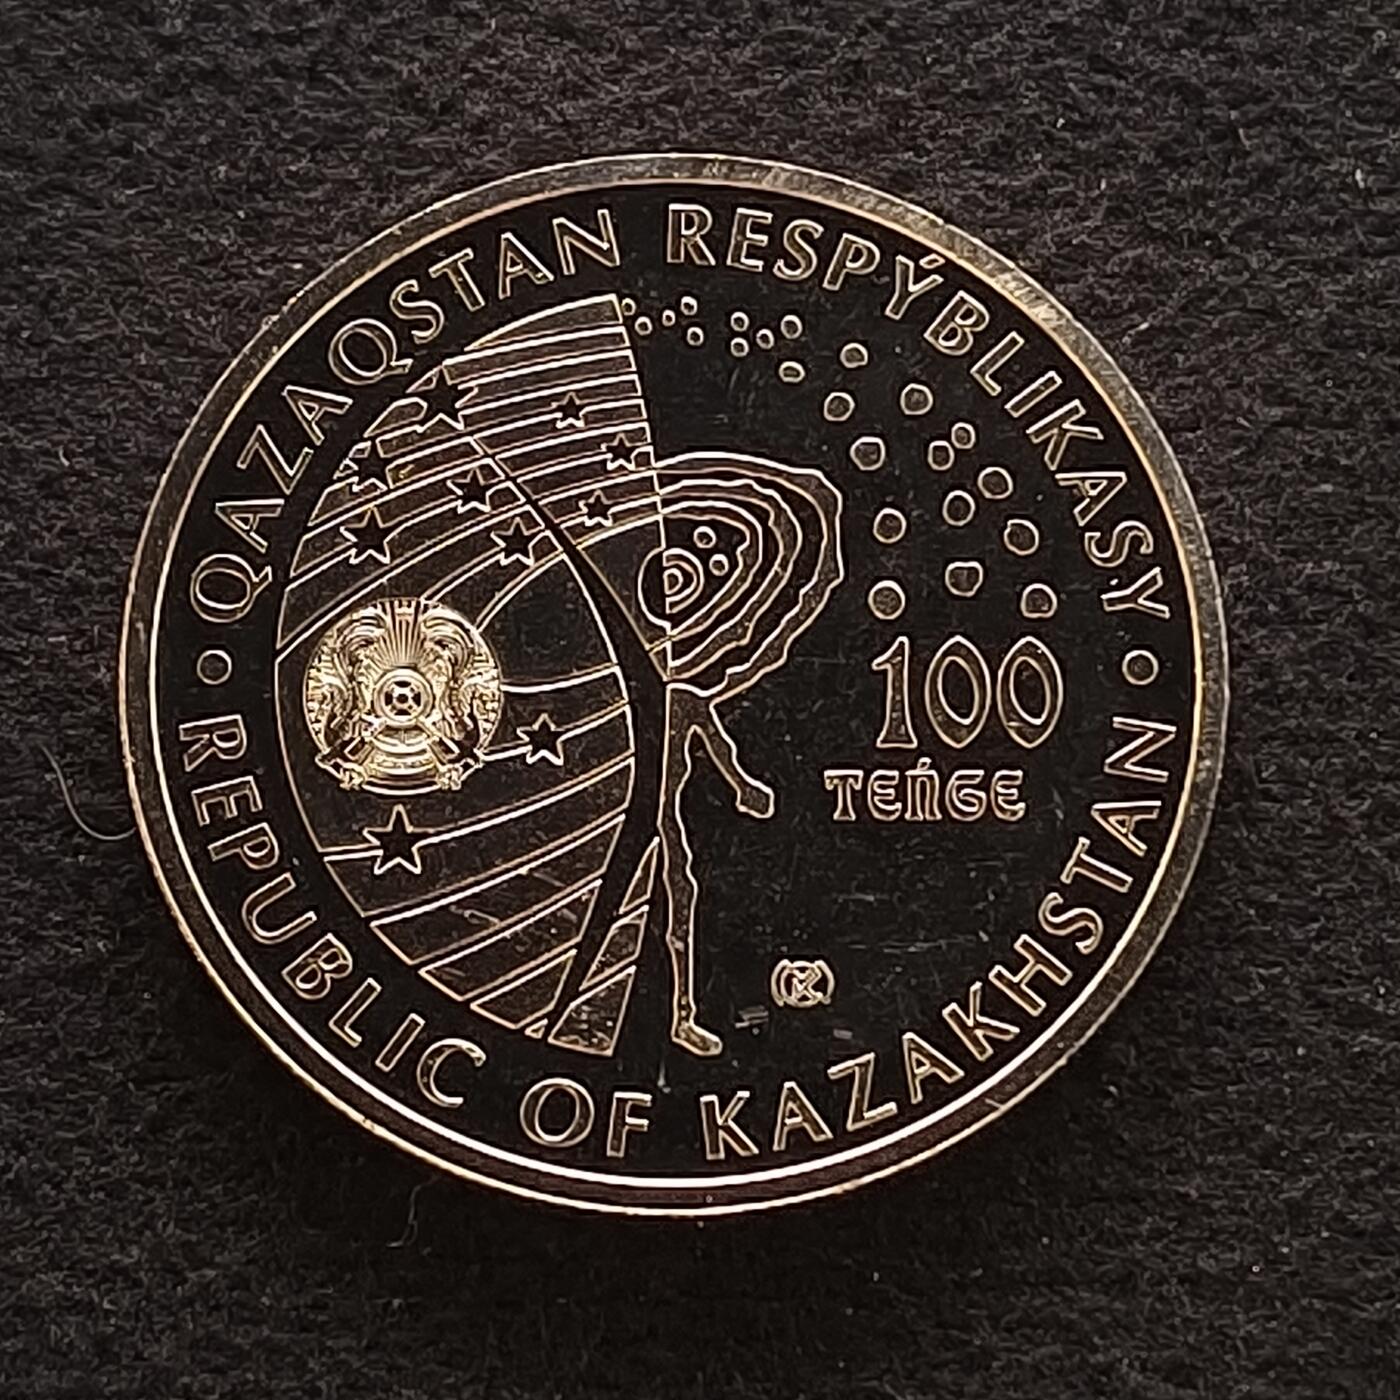 QAZAQSTAN RESPÝBLIKASY
100
TEŃGE
REPUBLIC OF KAZAKHSTAN